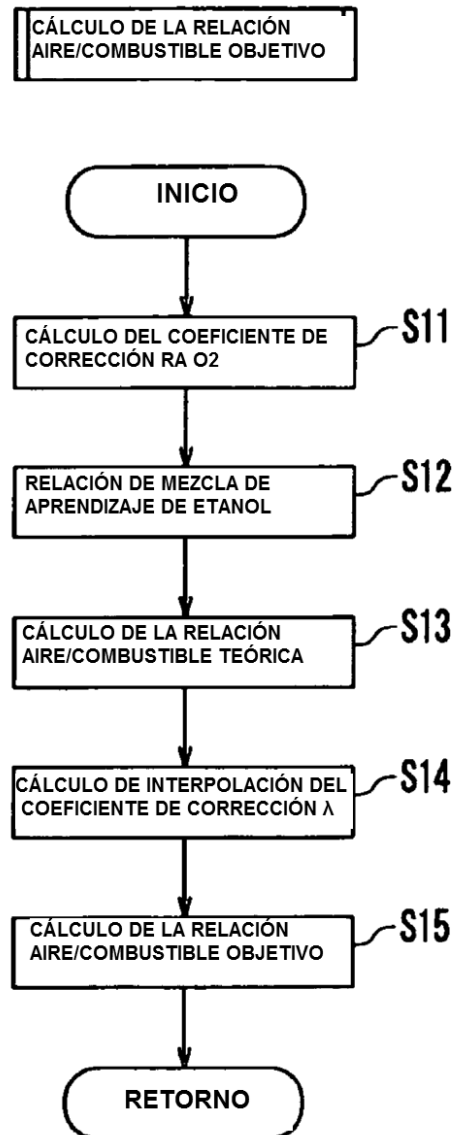 CÁLCULO DE LA RELACIÓN
AIRE/COMBUSTIBLE OBJETIVO
INICIO
CÁLCULO DEL COEFICIENTE DE
CORRECCIÓN RA O2
S11
RELACIÓN DE MEZCLA DE
APRENDIZAJE DE ETANOL
S12
CÁLCULO DE LA RELACIÓN
AIRE/COMBUSTIBLE TEÓRICA
S13
CÁLCULO DE INTERPOLACIÓN DEL
COEFICIENTE DE CORRECCIÓN λ
S14
CÁLCULO DE LA RELACIÓN
AIRE/COMBUSTIBLE OBJETIVO
S15
RETORNO